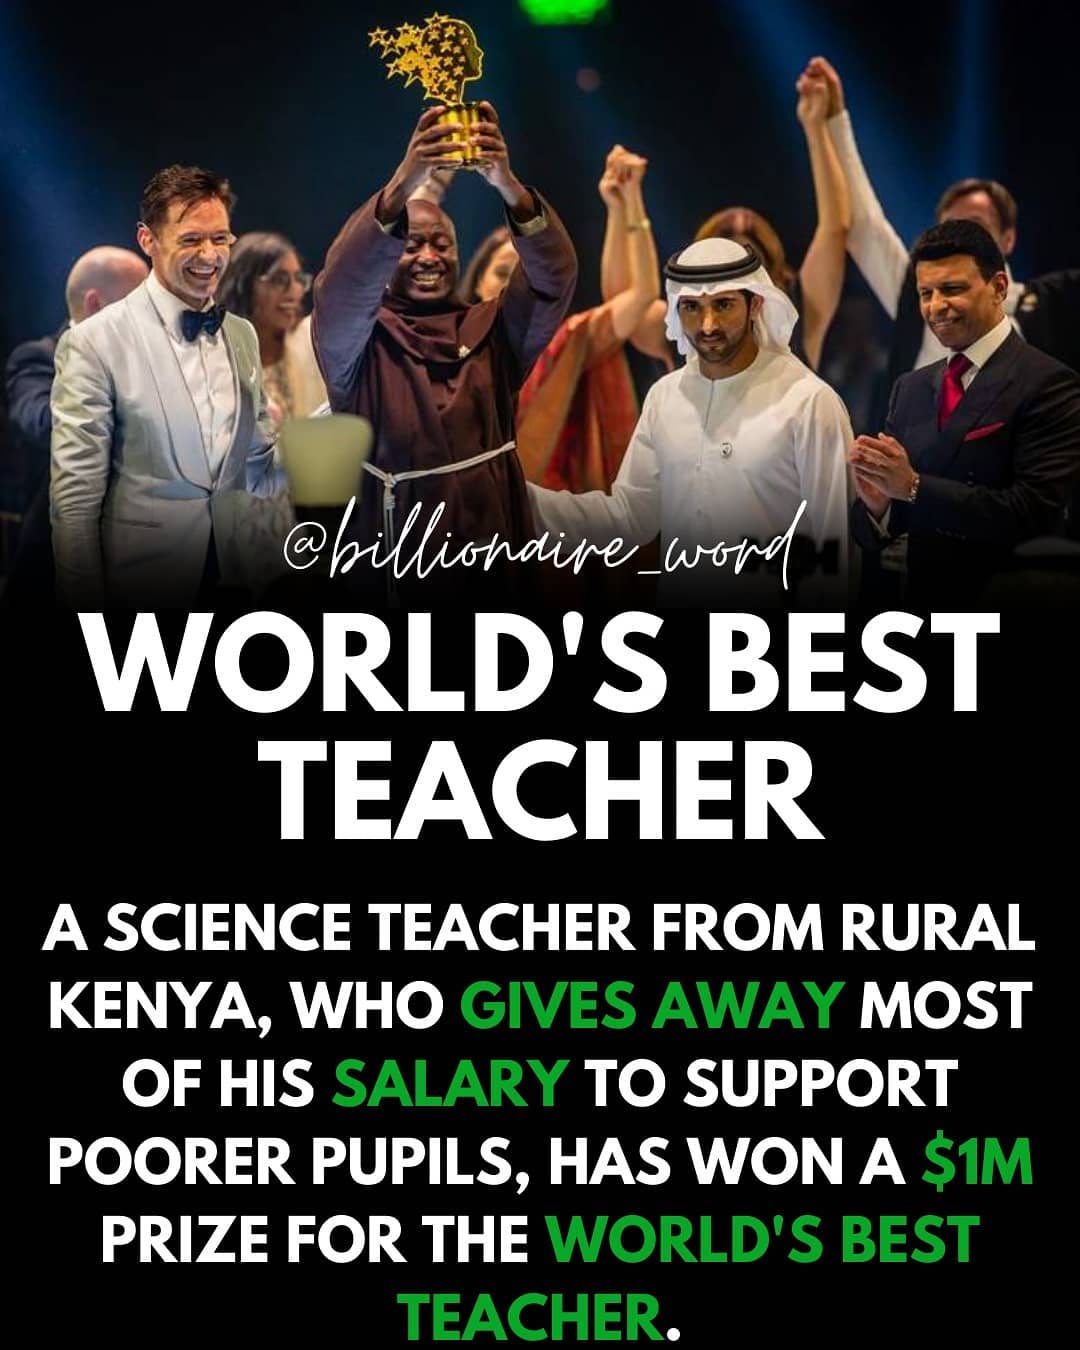 @billionaire_word
WORLD'S BEST
TEACHER
A SCIENCE TEACHER FROM RURAL
KENYA, WHO GIVES AWAY MOST
OF HIS SALARY TO SUPPORT
POORER PUPILS, HAS WON A $1M
PRIZE FOR THE WORLD'S BEST
TEACHER.